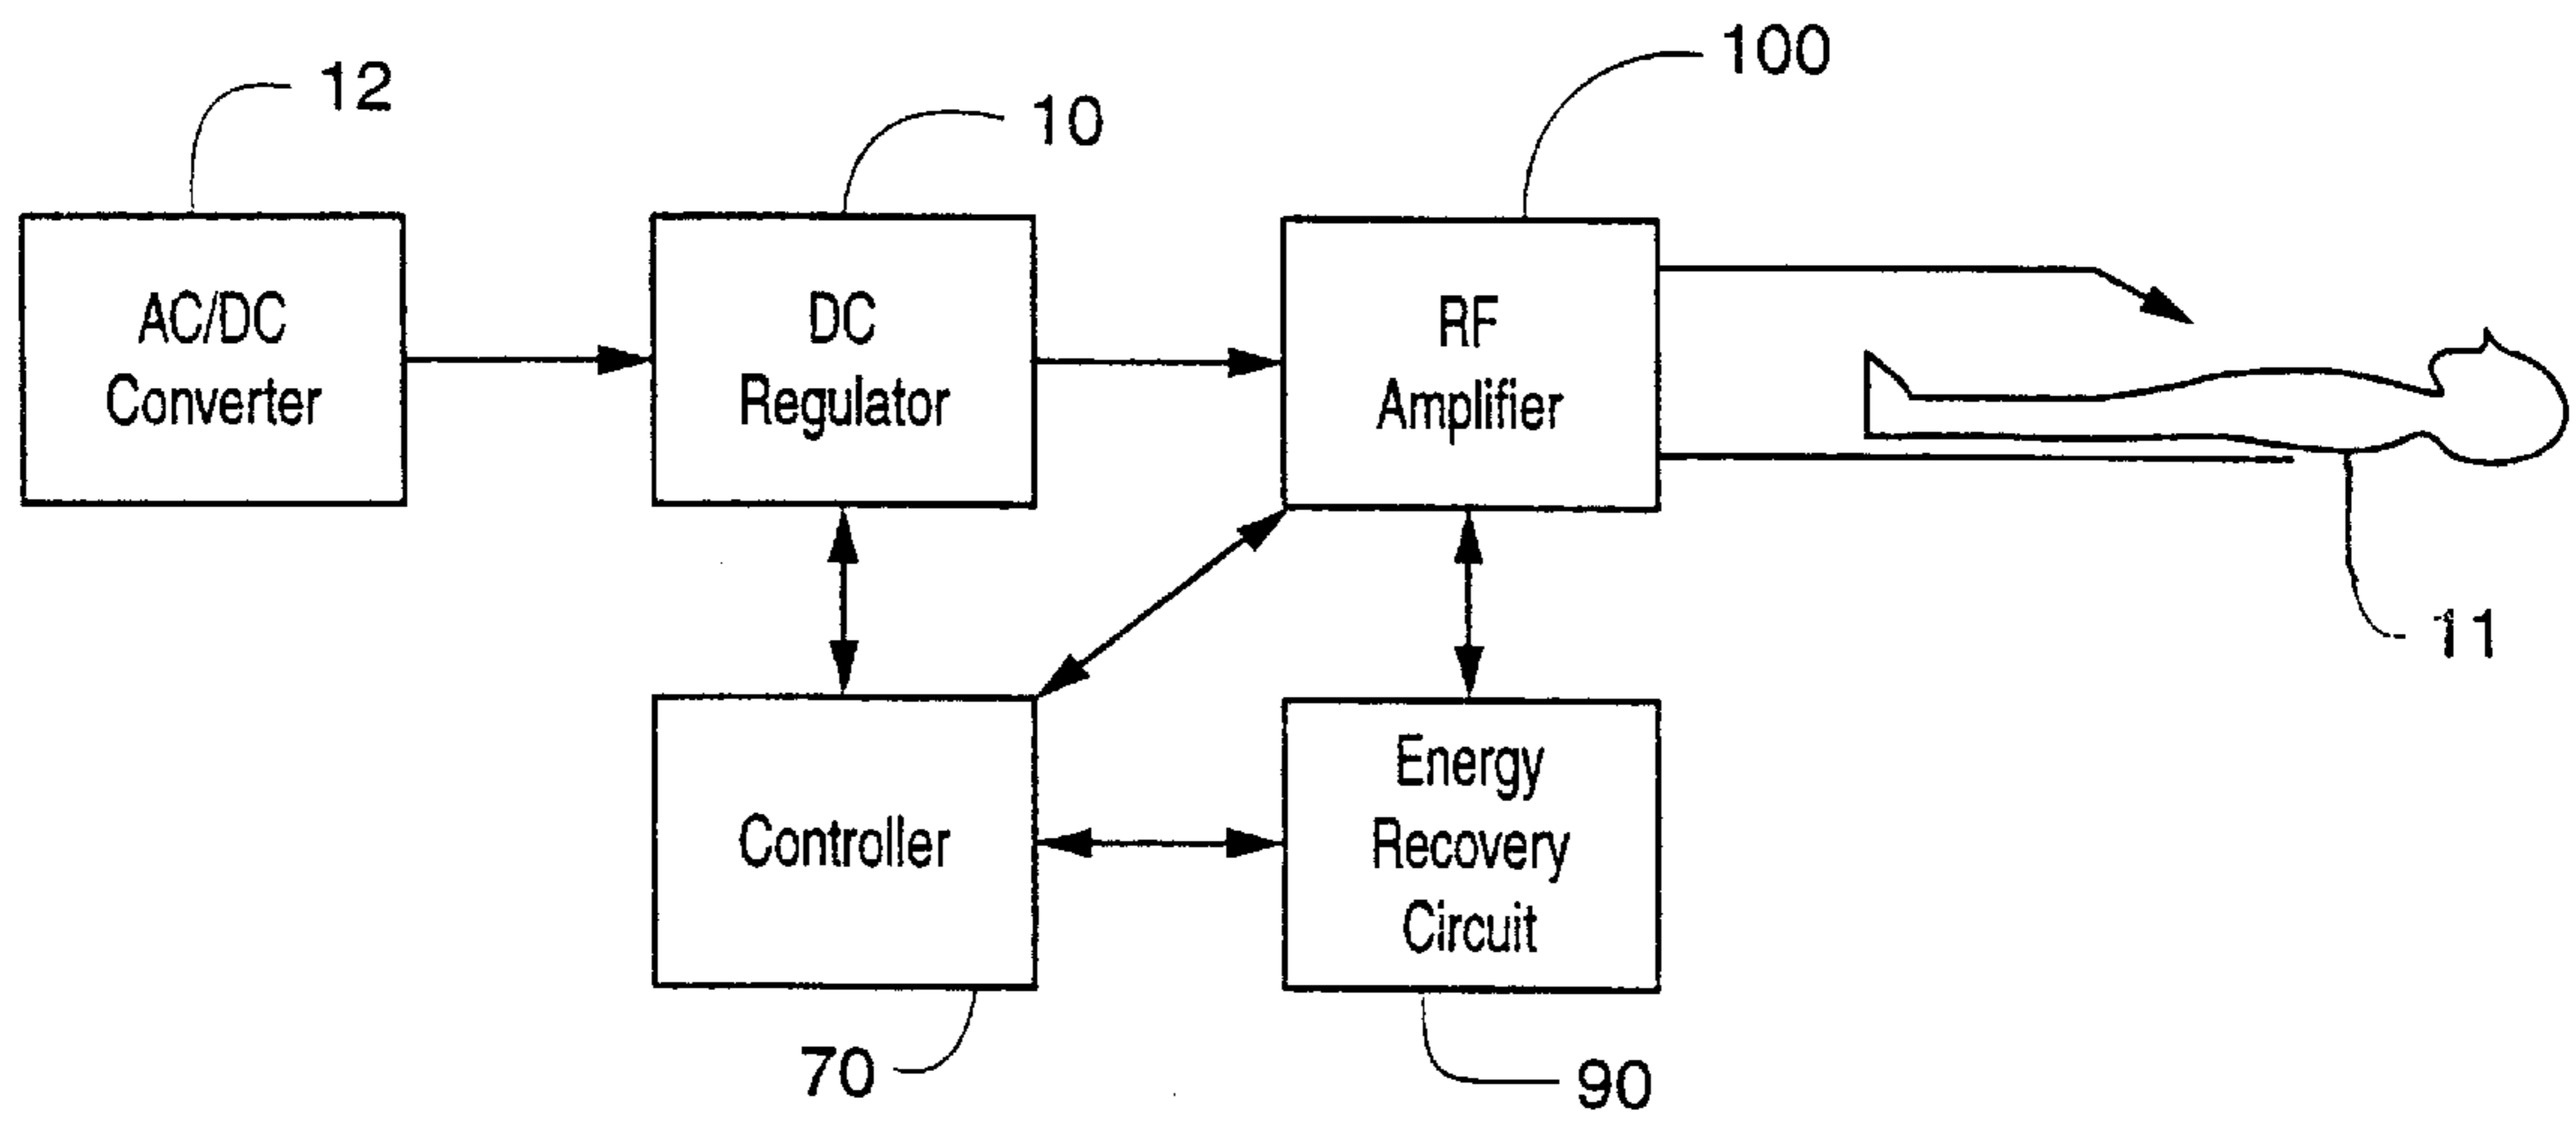 12
10
100
AC/DC
Converter
DC
Regulator
RF
Amplifier
11
Controller
Energy
Recovery
Circuit
70
90